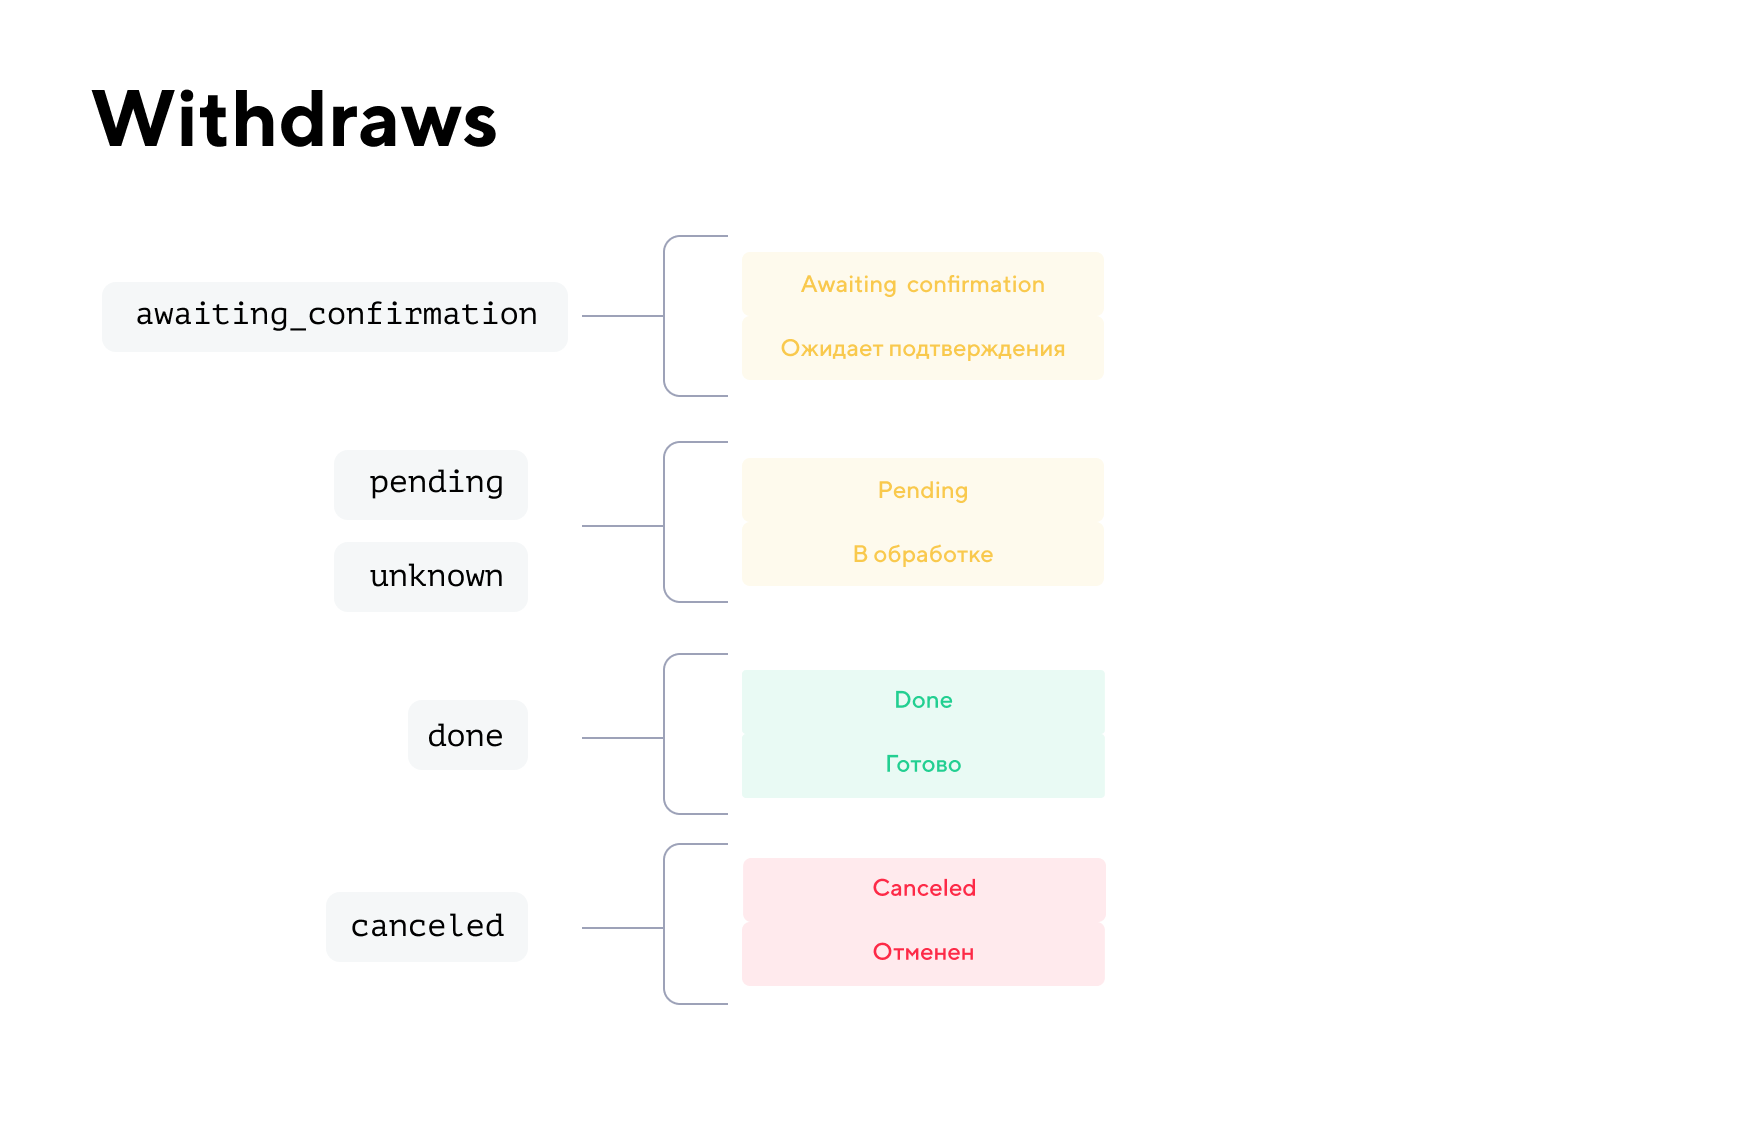 Withdraws
awaiting_confirmation
Awaiting confirmation
Ожидает подтверждения
pending
unknown
Pending
В обработке
done
Done
Готово
canceled
Canceled
Отменен